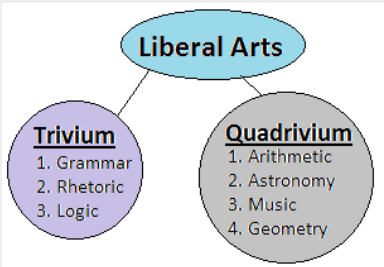 Liberal Arts
Trivium
1. Grammar
2. Rhetoric
3. Logic
Quadrivium
1. Arithmetic
2. Astronomy
3. Music
4. Geometry